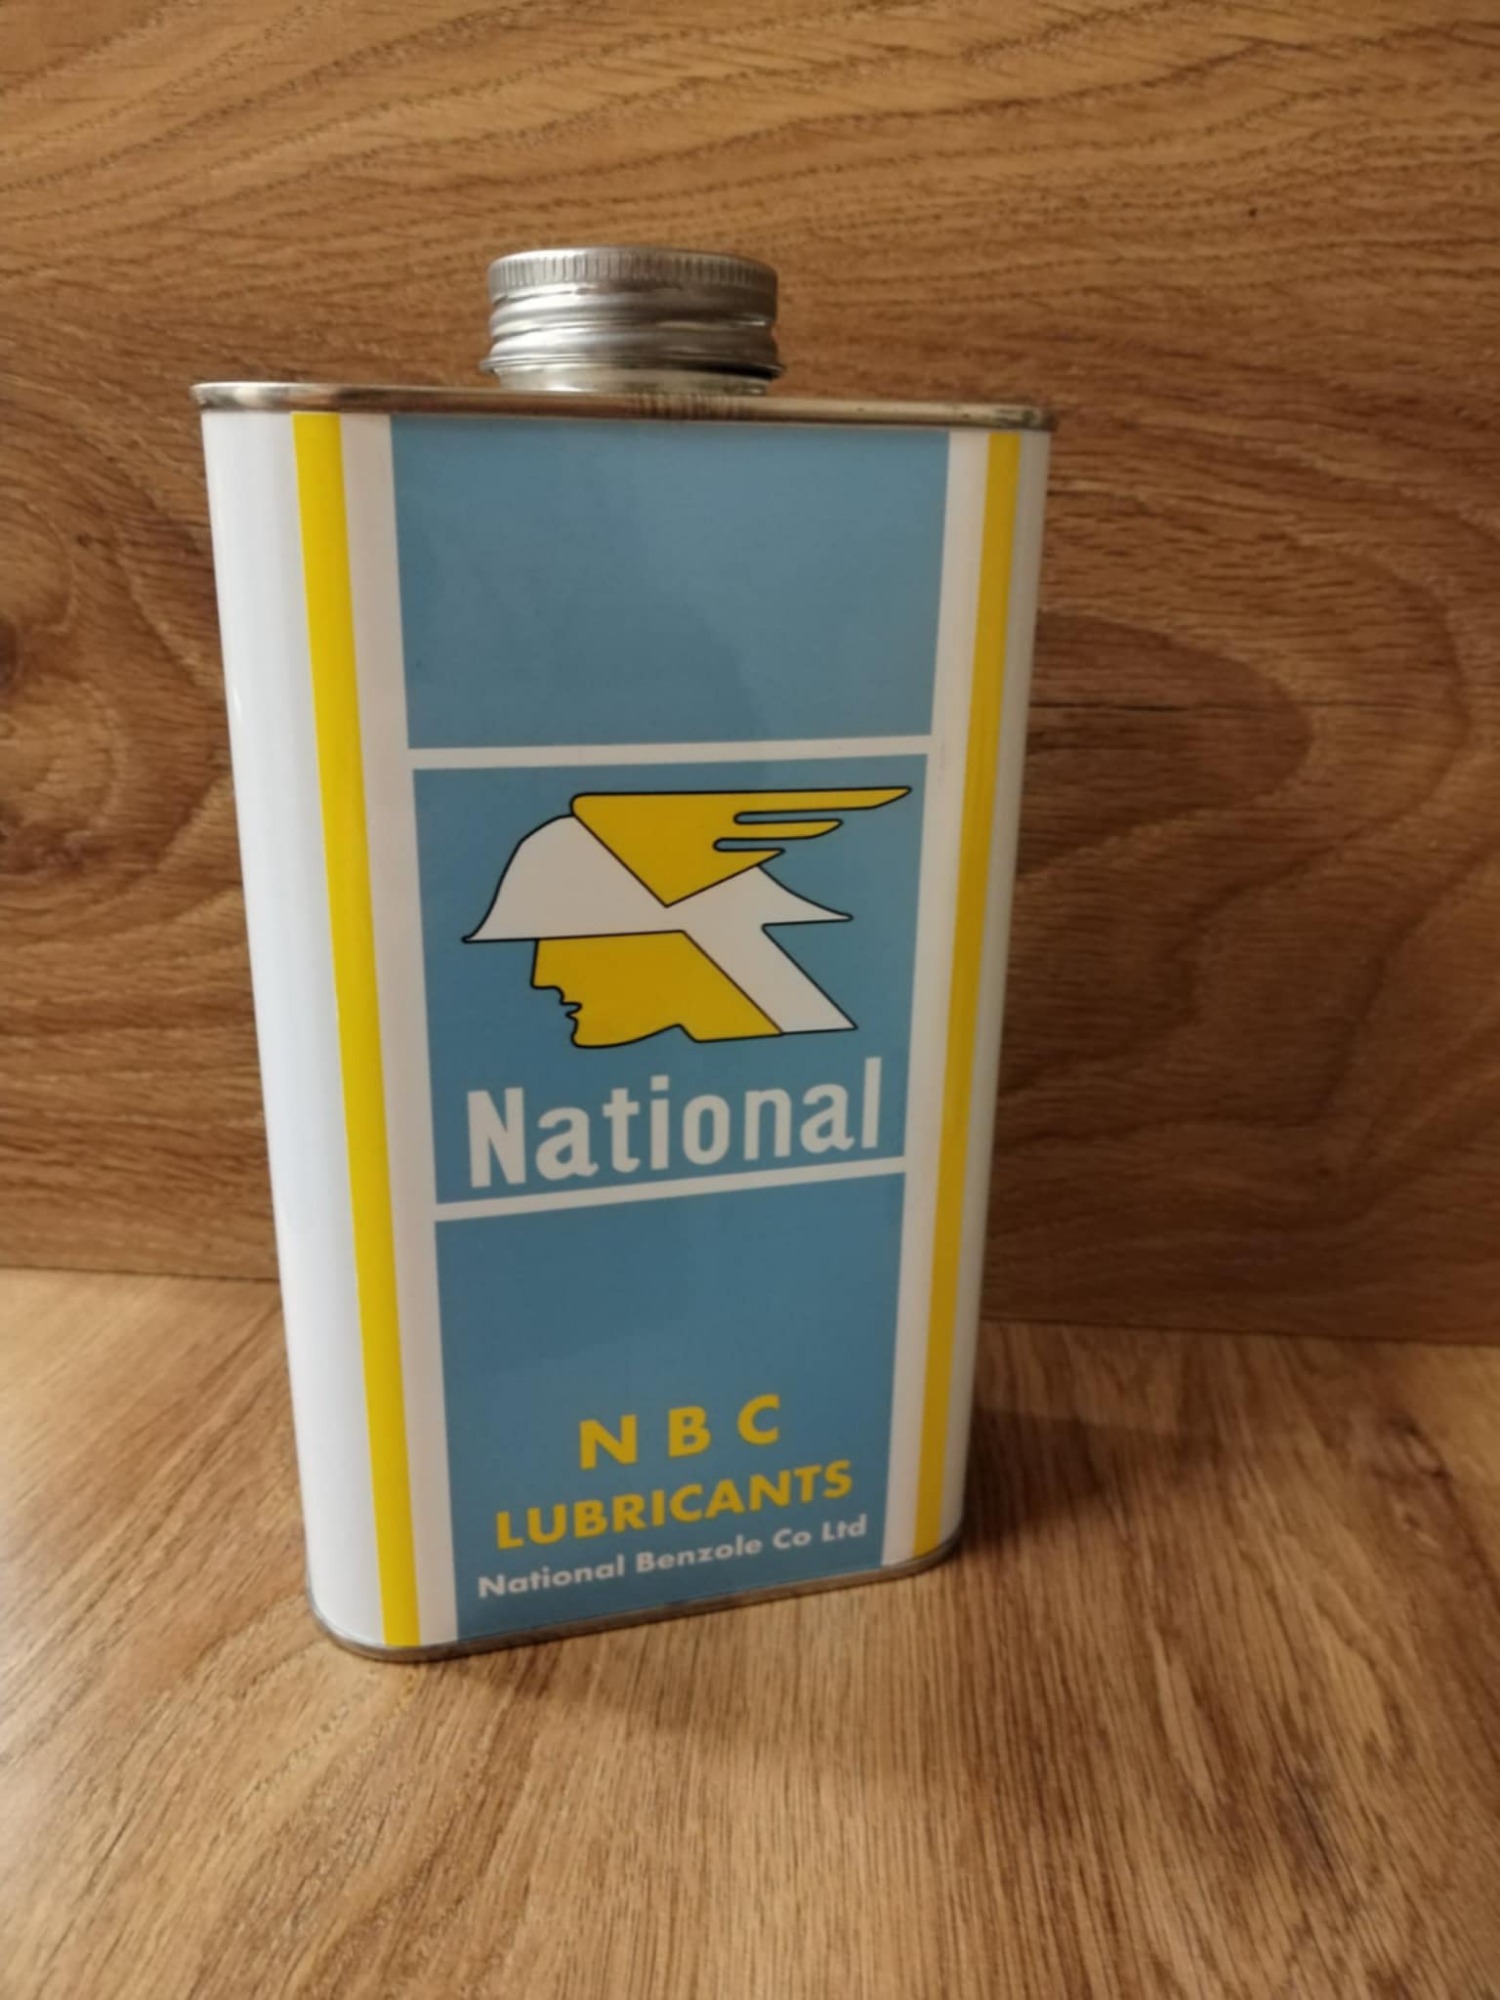 National
N B C
LUBRICANTS
National Benzole Co Ltd